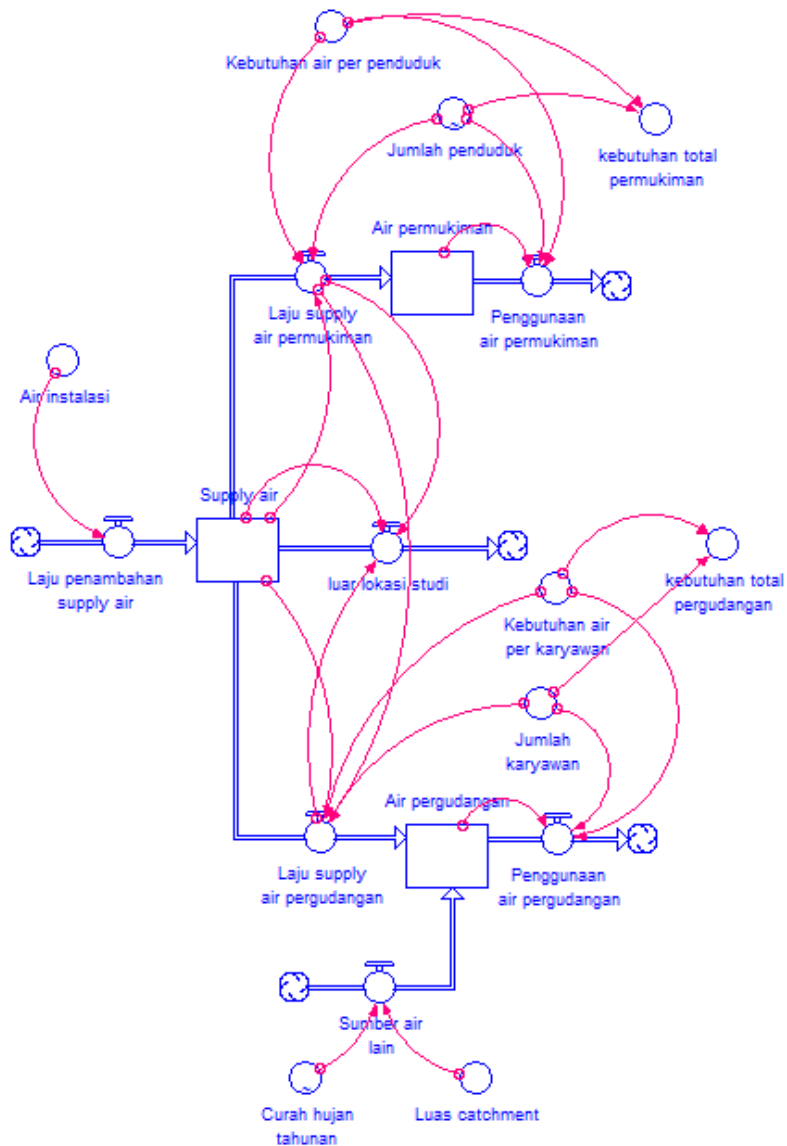 Kebutuhan air per penduduk
Jumlah penduduk
kebutuhan total
permukiman
Air permukiman
Laju supply
air permukiman
Penggunaan
air permukiman
Air instalasi
Supply air
Laju penambahan
supply air
luar lokasi studi
kebutuhan total
pergudangan
Kebutuhan air
per karyawan
Jumlah
karyawan
Air pergudangan
Laju supply
air pergudangan
Penggunaan
air pergudangan
Sumber air
lain
Curah hujan
tahunan
Luas catchment